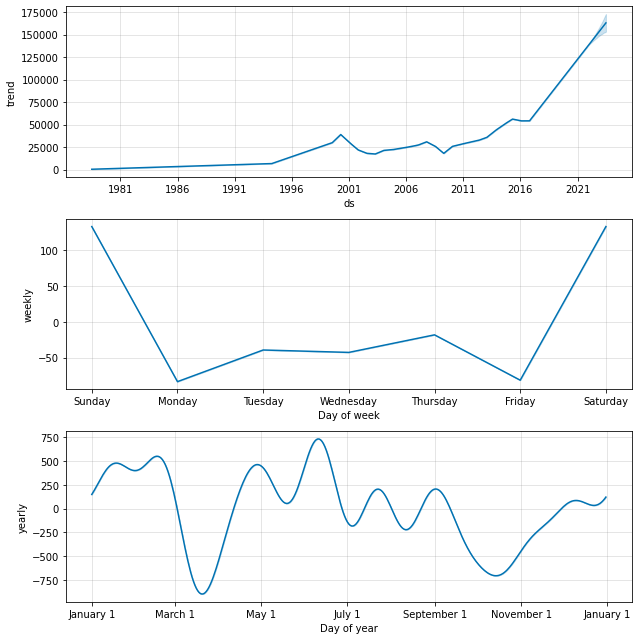 175000
150000
125000
100000
75000
50000
25000
0
trend
1981 1986 1991 1996 2001 2006 2011 2016 2021
ds
100
50
0
−50
weekly
Sunday Monday Tuesday Wednesday Thursday Friday Saturday
Day of week
750
500
250
0
−250
−500
−750
yearly
January 1 March 1 May 1 July 1 September 1 November 1 January 1
Day of year